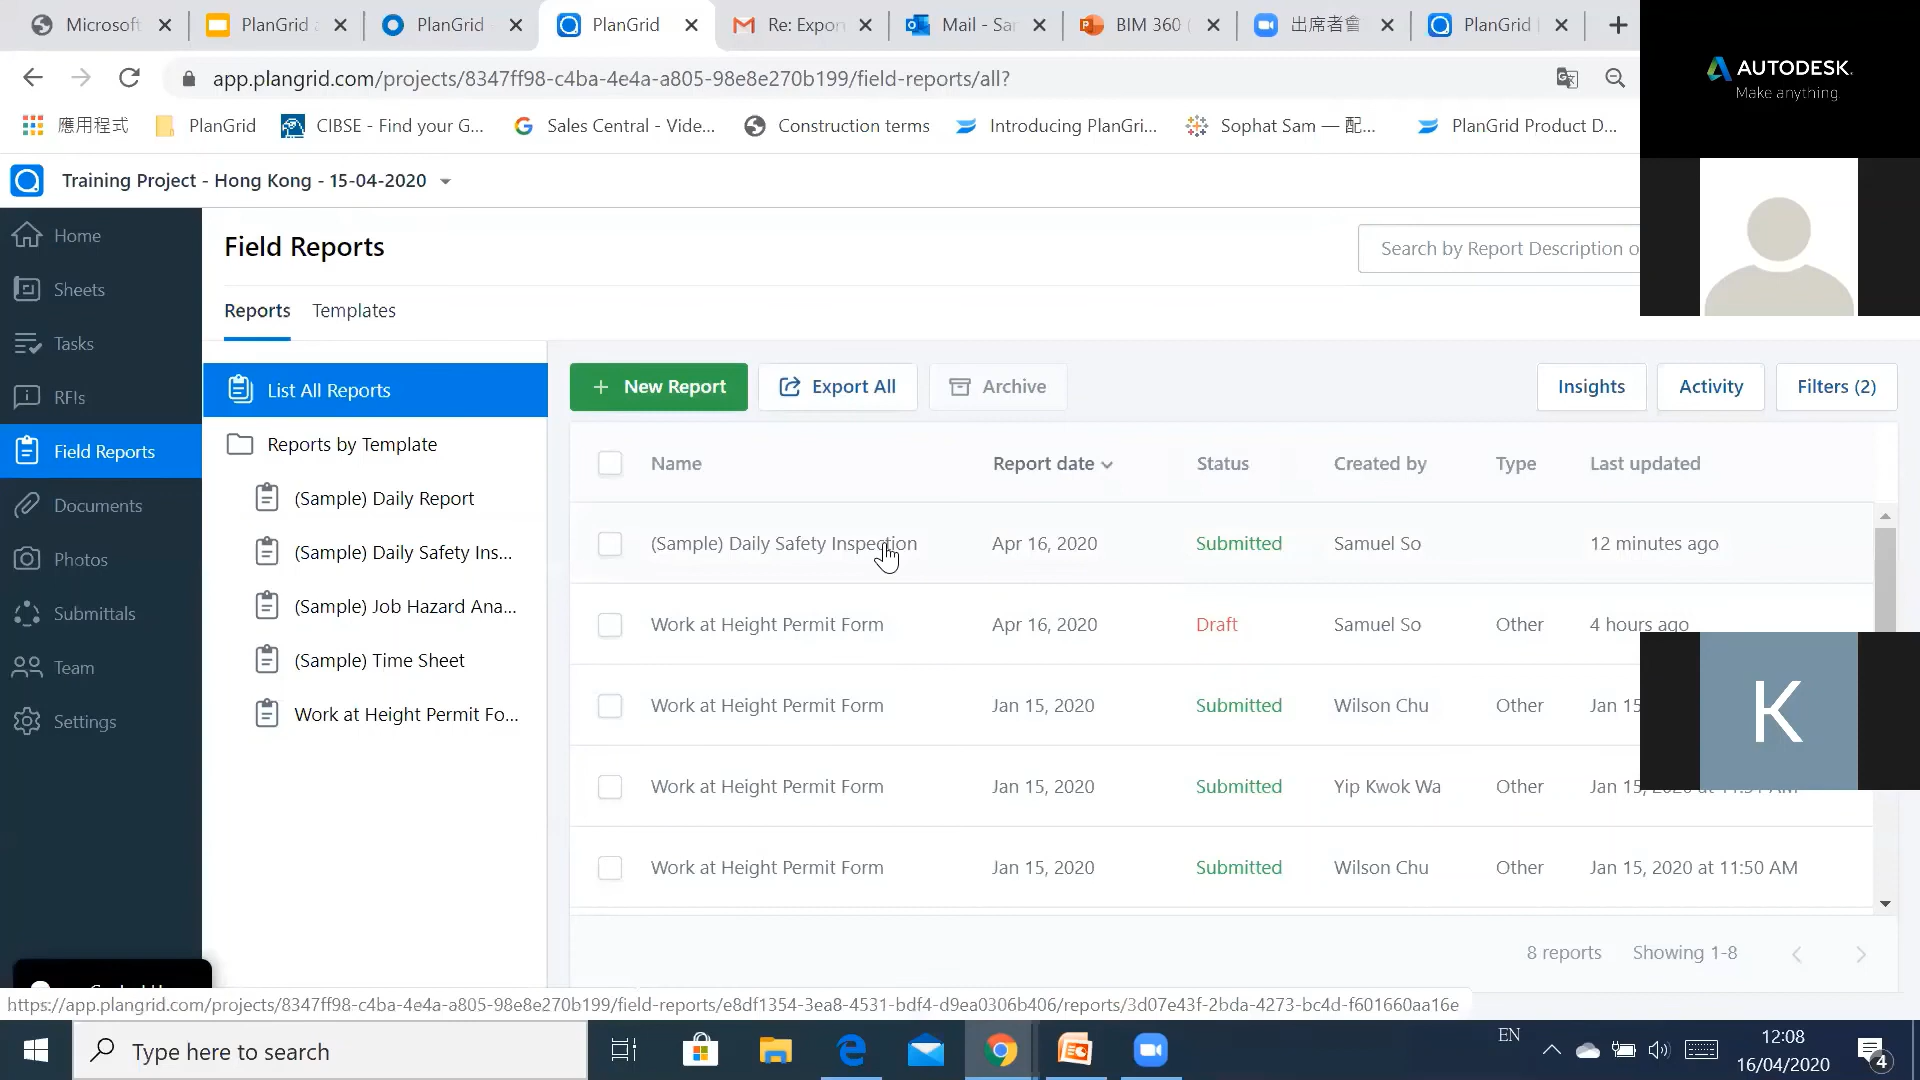 Microsoft
PlanGrid a
PlanGrid
PlanGrid
Re: Expor
Mail - Sar
BIM 360 (
出席者會
PlanGrid
app.plangrid.com/projects/8347ff98-c4ba-4e4a-a805-98e8e270b199/field-reports/all?
應用程式
PlanGrid
CIBSE - Find your G...
Sales Central - Vide...
Construction terms
Introducing PlanGri...
Sophat Sam — 配...
PlanGrid Product D...
AUTODESK.
Make anything.
Training Project - Hong Kong - 15-04-2020
Home
Sheets
Tasks
RFIs
Field Reports
Documents
Photos
Submittals
Team
Settings
Field Reports
Search by Report Description o
Reports
Templates
List All Reports
Reports by Template
(Sample) Daily Report
(Sample) Daily Safety Ins...
(Sample) Job Hazard Ana...
(Sample) Time Sheet
Work at Height Permit Fo...
+ New Report
Export All
Archive
Insights
Activity
Filters (2)
Name Report date Status Created by Type Last updated
(Sample) Daily Safety Inspection Apr 16, 2020 Submitted Samuel So 12 minutes ago
Work at Height Permit Form Apr 16, 2020 Draft Samuel So Other 4 hours ago
Work at Height Permit Form Jan 15, 2020 Submitted Wilson Chu Other Jan 15
Work at Height Permit Form Jan 15, 2020 Submitted Yip Kwok Wa Other Jan 15, 2020 at 11:51 AM
Work at Height Permit Form Jan 15, 2020 Submitted Wilson Chu Other Jan 15, 2020 at 11:50 AM
K
8 reports Showing 1-8
https://app.plangrid.com/projects/8347ff98-c4ba-4e4a-a805-98e8e270b199/field-reports/e8df1354-3ea8-4531-bdf4-d9ea0306b406/reports/3d07e43f-2bda-4273-bc4d-f601660aa16e
Type here to search
EN
12:08
16/04/2020
4